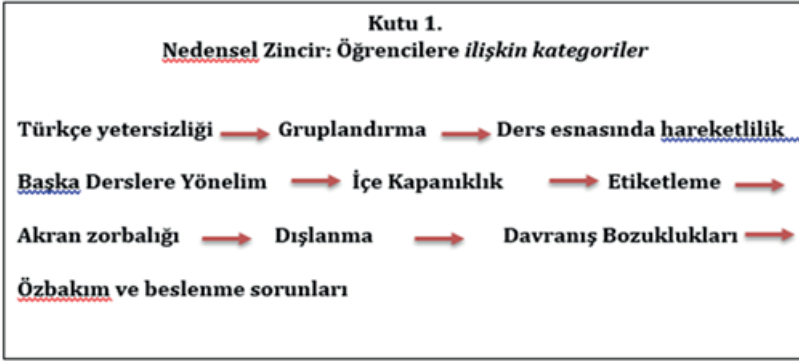 Kutu 1.
Nedensel Zincir: Öğrencilere ilişkin kategoriler
Türkçe yetersizliği → Gruplandırma → Ders esnasında hareketlilik
Başka Derslere Yönelim → İçe Kapanıklık → Etiketleme →
Akran zorbalığı → Dışlanma → Davranış Bozuklukları →
Özbakım ve beslenme sorunları